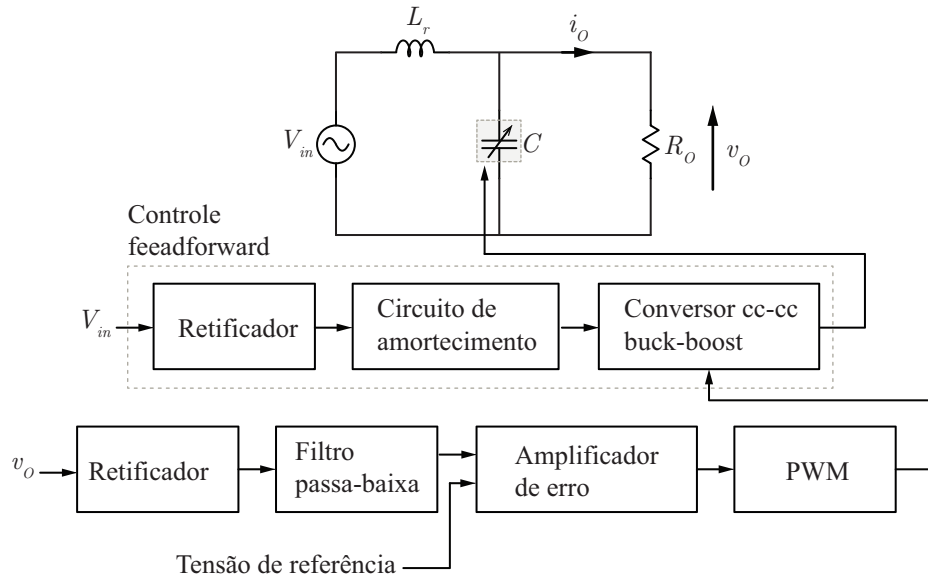 L_r
i_O
V_in
C
R_O
v_O
Controle
feeadforward
V_in
Retificador
Circuito de
amortecimento
Conversor cc-cc
buck-boost
v_O
Retificador
Filtro
passa-baixa
Amplificador
de erro
PWM
Tensão de referência